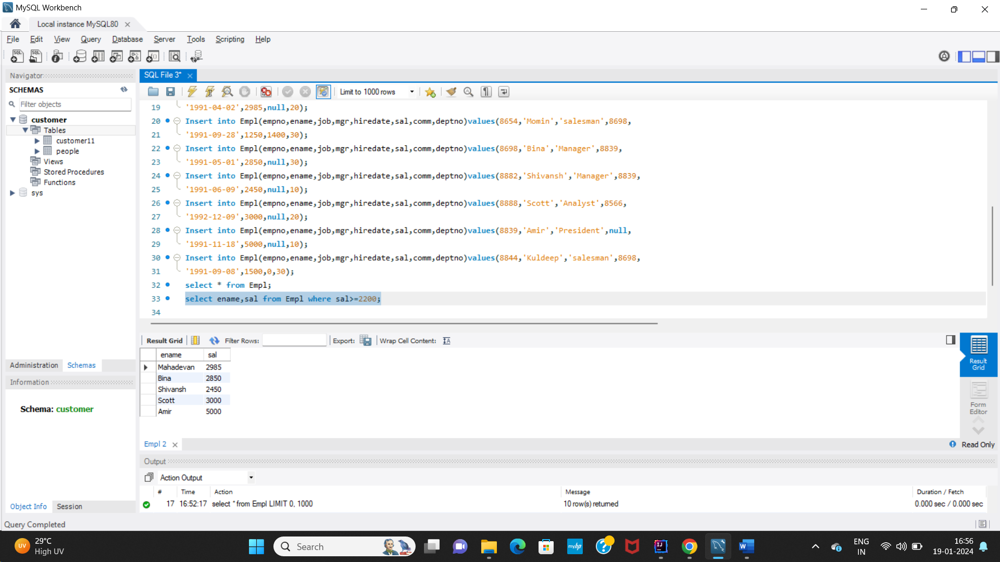 MySQL Workbench
Local instance MySQL80
File Edit View Query Database Server Tools Scripting Help
Navigator
SCHEMAS
Filter objects
customer
Tables
customer11
people
Views
Stored Procedures
Functions
sys
Administration Schemas
Information
Schema: customer
Object Info Session
SQL File 3*
Limit to 1000 rows
19 '1991-04-02',2985,null,20);
20 Insert into Empl(empno,ename,job,mgr,hiredate,sal,comm,deptno)values(8654,'Momin','salesman',8698,
21 '1991-09-28',1250,1400,30);
22 Insert into Empl(empno,ename,job,mgr,hiredate,sal,comm,deptno)values(8698,'Bina','Manager',8839,
23 '1991-05-01',2850,null,30);
24 Insert into Empl(empno,ename,job,mgr,hiredate,sal,comm,deptno)values(8882,'Shivansh','Manager',8839,
25 '1991-06-09',2450,null,10);
26 Insert into Empl(empno,ename,job,mgr,hiredate,sal,comm,deptno)values(8888,'Scott','Analyst',8566,
27 '1992-12-09',3000,null,20);
28 Insert into Empl(empno,ename,job,mgr,hiredate,sal,comm,deptno)values(8839,'Amir','President',null,
29 '1991-11-18',5000,null,10);
30 Insert into Empl(empno,ename,job,mgr,hiredate,sal,comm,deptno)values(8844,'Kuldeep','salesman',8698,
31 '1991-09-08',1500,0,30);
32 select * from Empl;
33 select ename,sal from Empl where sal>=2200;
34
Result Grid Filter Rows: Export: Wrap Cell Content:
ename sal
Mahadevan 2985
Bina 2850
Shivansh 2450
Scott 3000
Amir 5000
Result
Grid
Form
Editor
Empl 2
Read Only
Output
Action Output
# Time Action Message Duration / Fetch
17 16:52:17 select * from Empl LIMIT 0, 1000 10 row(s) returned 0.000 sec / 0.000 sec
Query Completed
UV
29°C
High UV
Search
ENG
IN
16:56
19-01-2024